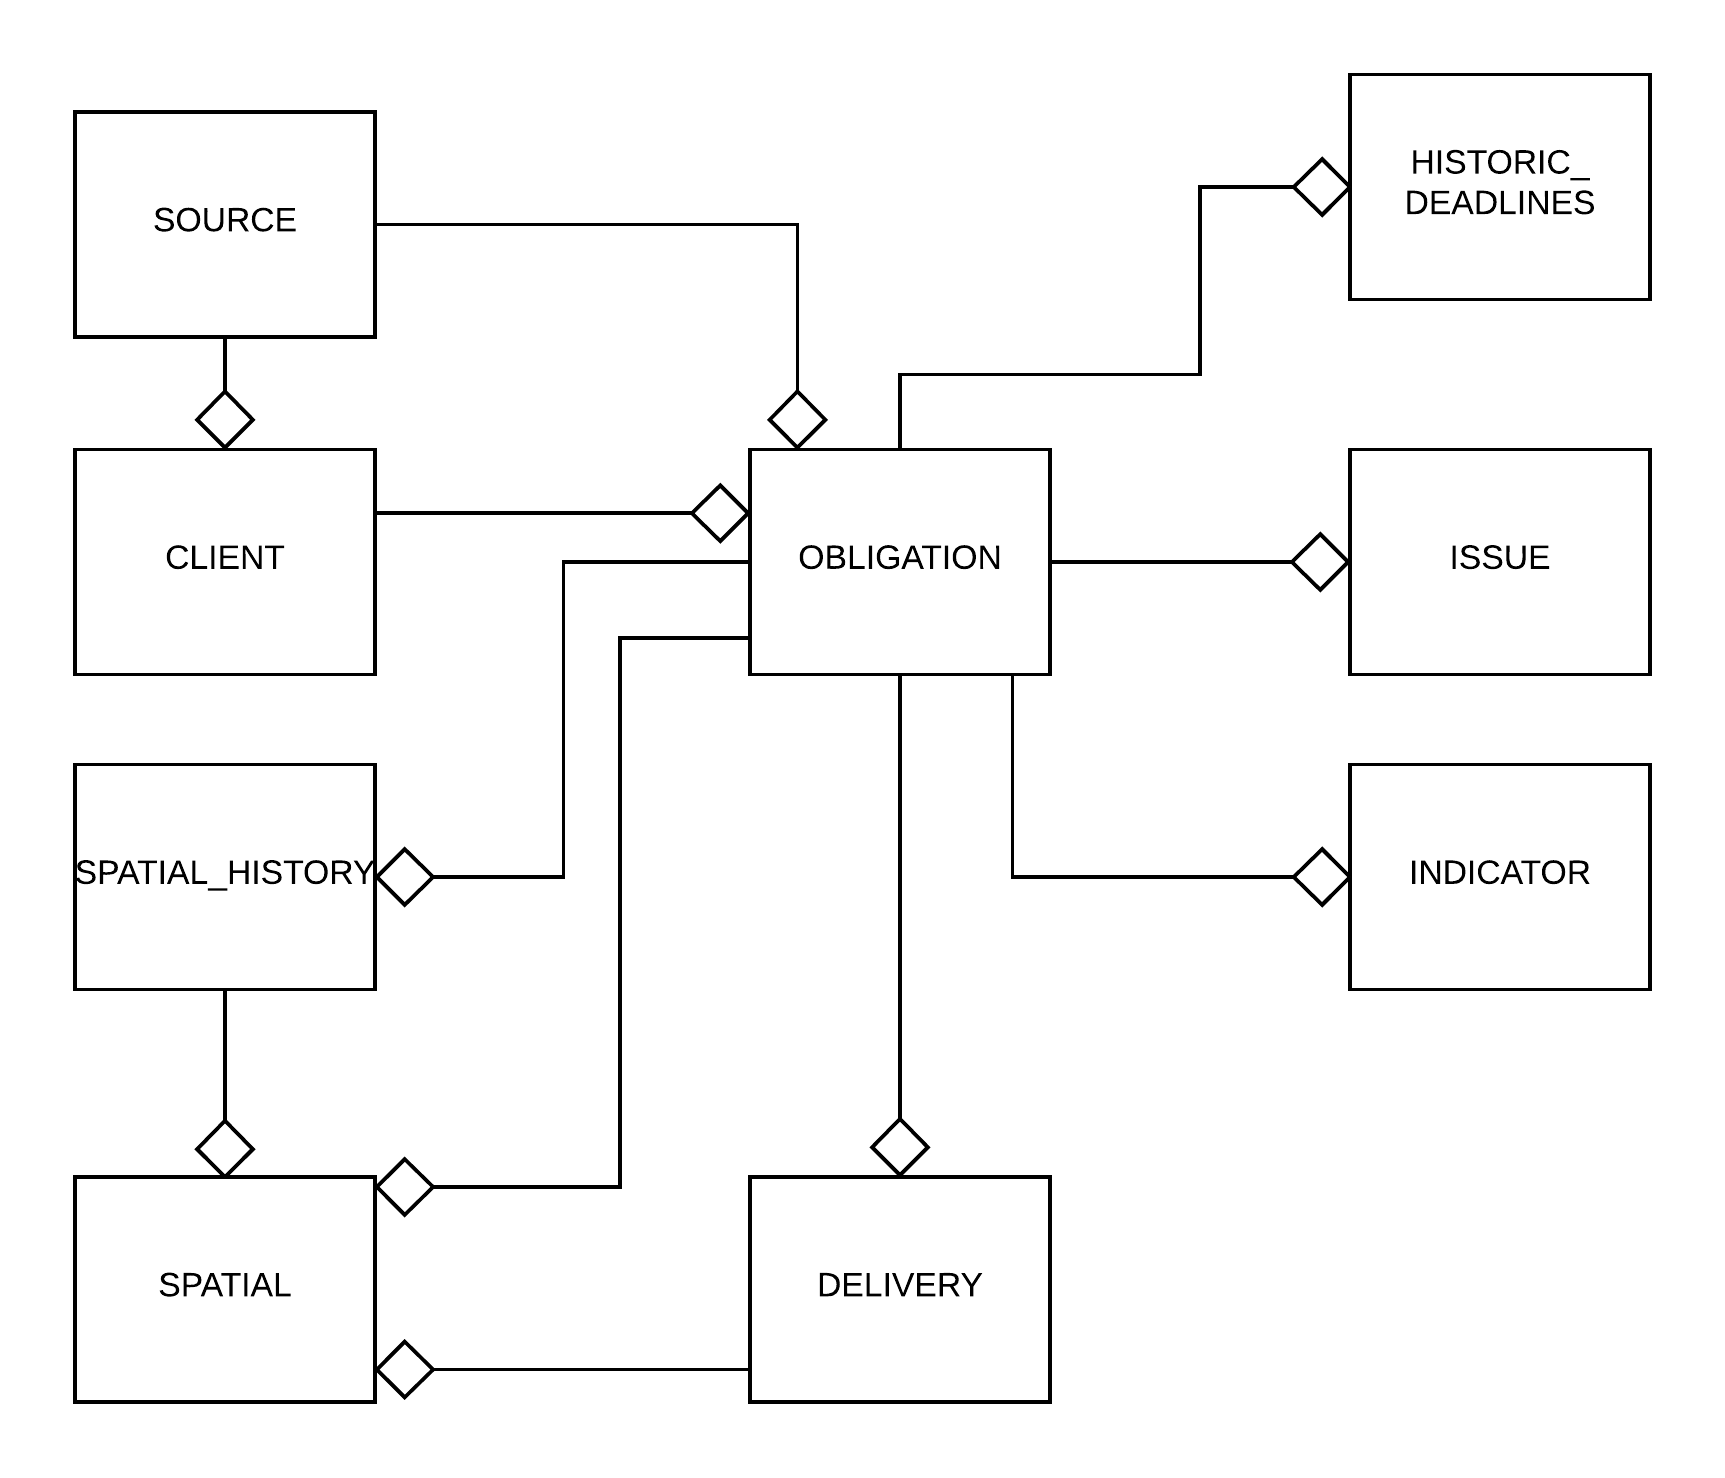 HISTORIC_
DEADLINES
SOURCE
CLIENT
OBLIGATION
ISSUE
SPATIAL_HISTORY
INDICATOR
SPATIAL
DELIVERY